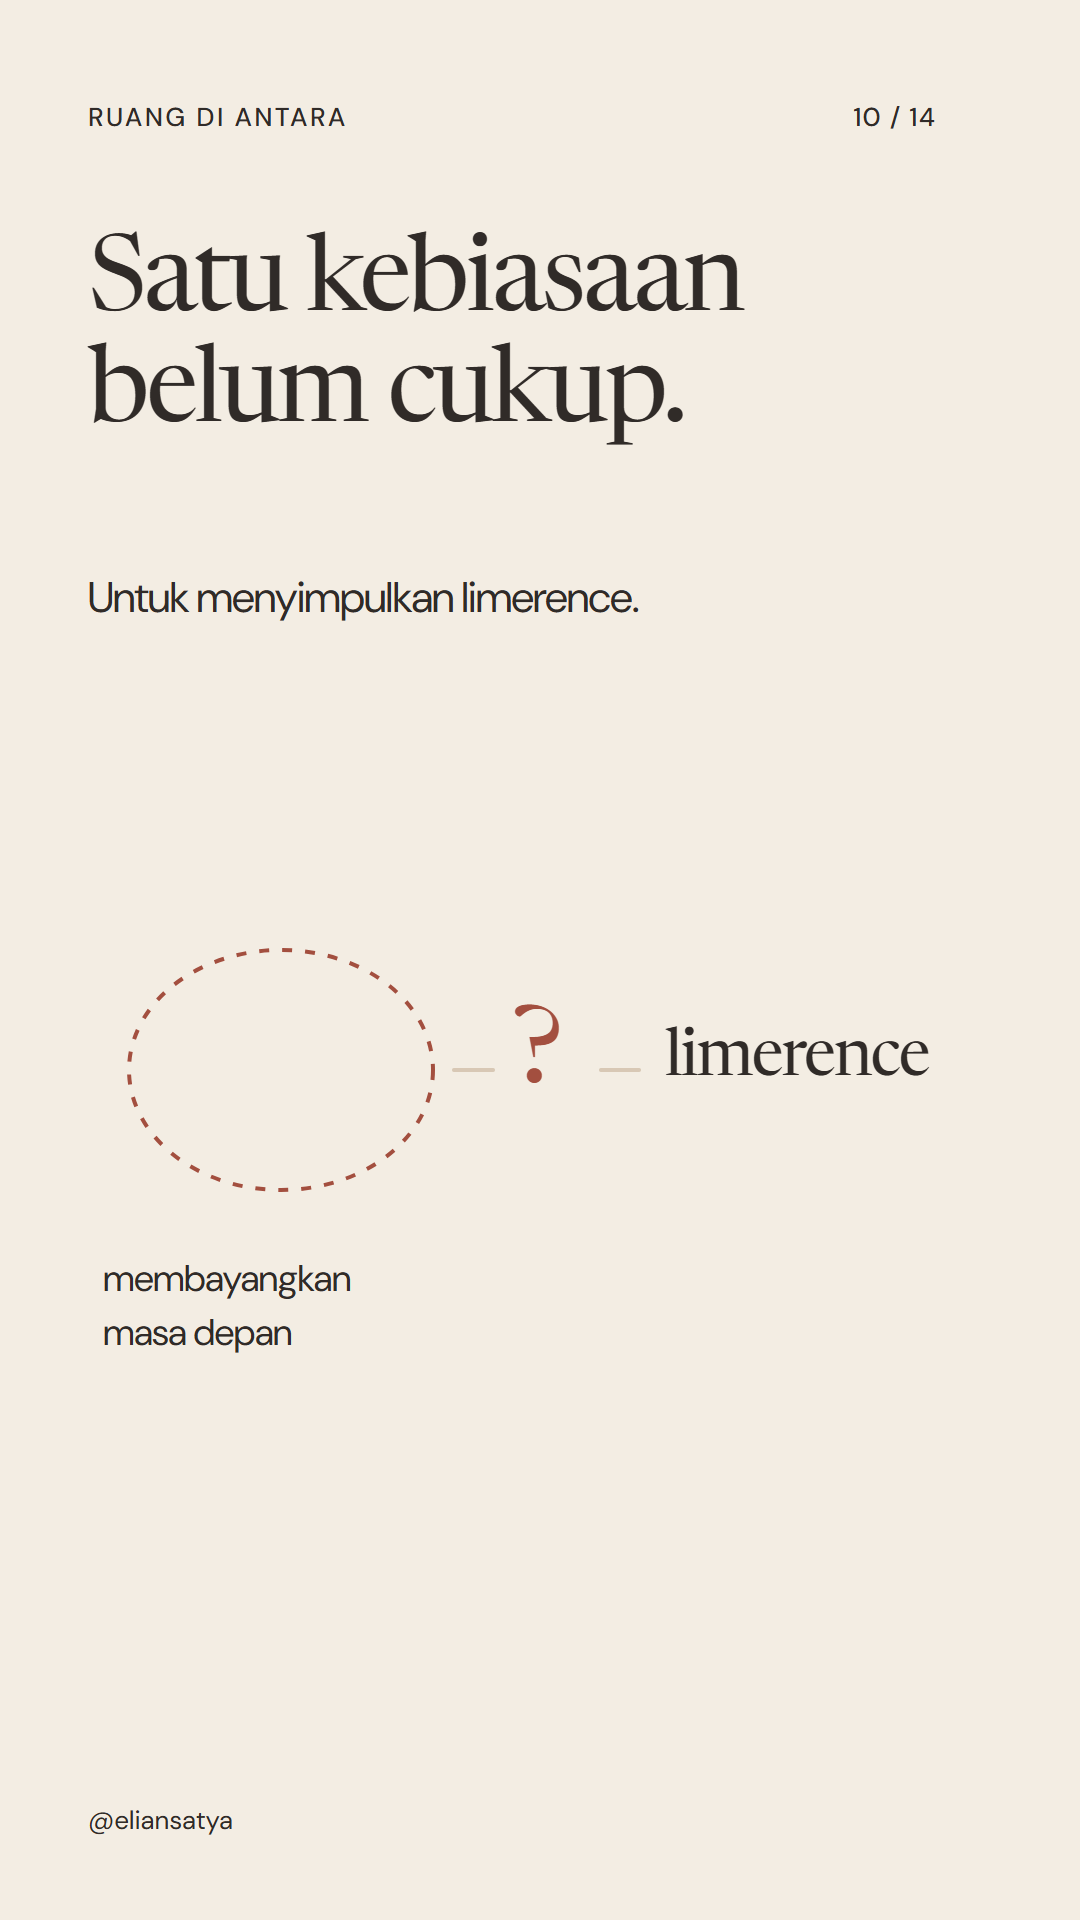 RUANG DI ANTARA
10 / 14
Satu kebiasaan
belum cukup.
Untuk menyimpulkan limerence.
?
limerence
membayangkan
masa depan
@eliansatya